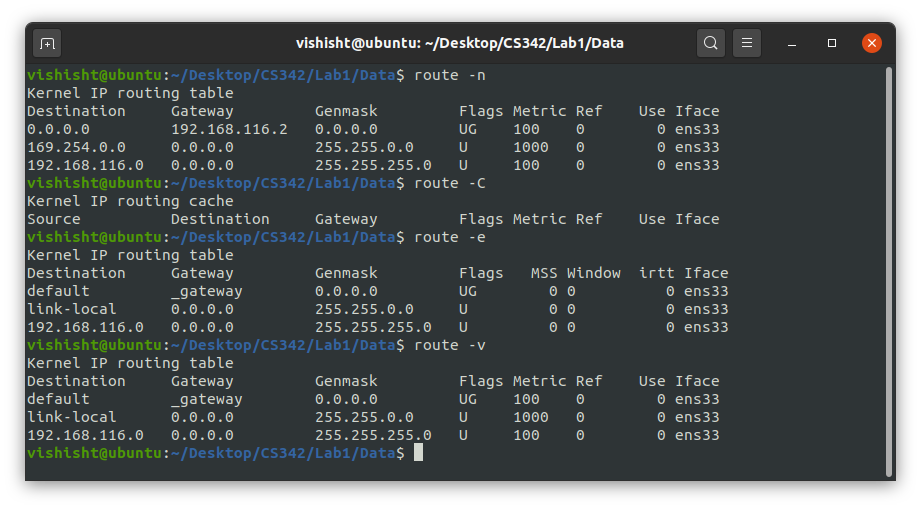 vishisht@ubuntu: ~/Desktop/CS342/Lab1/Data
vishisht@ubuntu:~/Desktop/CS342/Lab1/Data$ route -n
Kernel IP routing table
Destination     Gateway         Genmask         Flags Metric Ref    Use Iface
0.0.0.0         192.168.116.2   0.0.0.0         UG    100    0        0 ens33
169.254.0.0     0.0.0.0         255.255.0.0     U     1000   0        0 ens33
192.168.116.0   0.0.0.0         255.255.255.0   U     100    0        0 ens33
vishisht@ubuntu:~/Desktop/CS342/Lab1/Data$ route -C
Kernel IP routing cache
Source          Destination     Gateway         Flags Metric Ref    Use Iface
vishisht@ubuntu:~/Desktop/CS342/Lab1/Data$ route -e
Kernel IP routing table
Destination     Gateway         Genmask         Flags   MSS Window  irtt Iface
default         _gateway        0.0.0.0         UG        0 0          0 ens33
link-local      0.0.0.0         255.255.0.0     U         0 0          0 ens33
192.168.116.0   0.0.0.0         255.255.255.0   U         0 0          0 ens33
vishisht@ubuntu:~/Desktop/CS342/Lab1/Data$ route -v
Kernel IP routing table
Destination     Gateway         Genmask         Flags Metric Ref    Use Iface
default         _gateway        0.0.0.0         UG    100    0        0 ens33
link-local      0.0.0.0         255.255.0.0     U     1000   0        0 ens33
192.168.116.0   0.0.0.0         255.255.255.0   U     100    0        0 ens33
vishisht@ubuntu:~/Desktop/CS342/Lab1/Data$